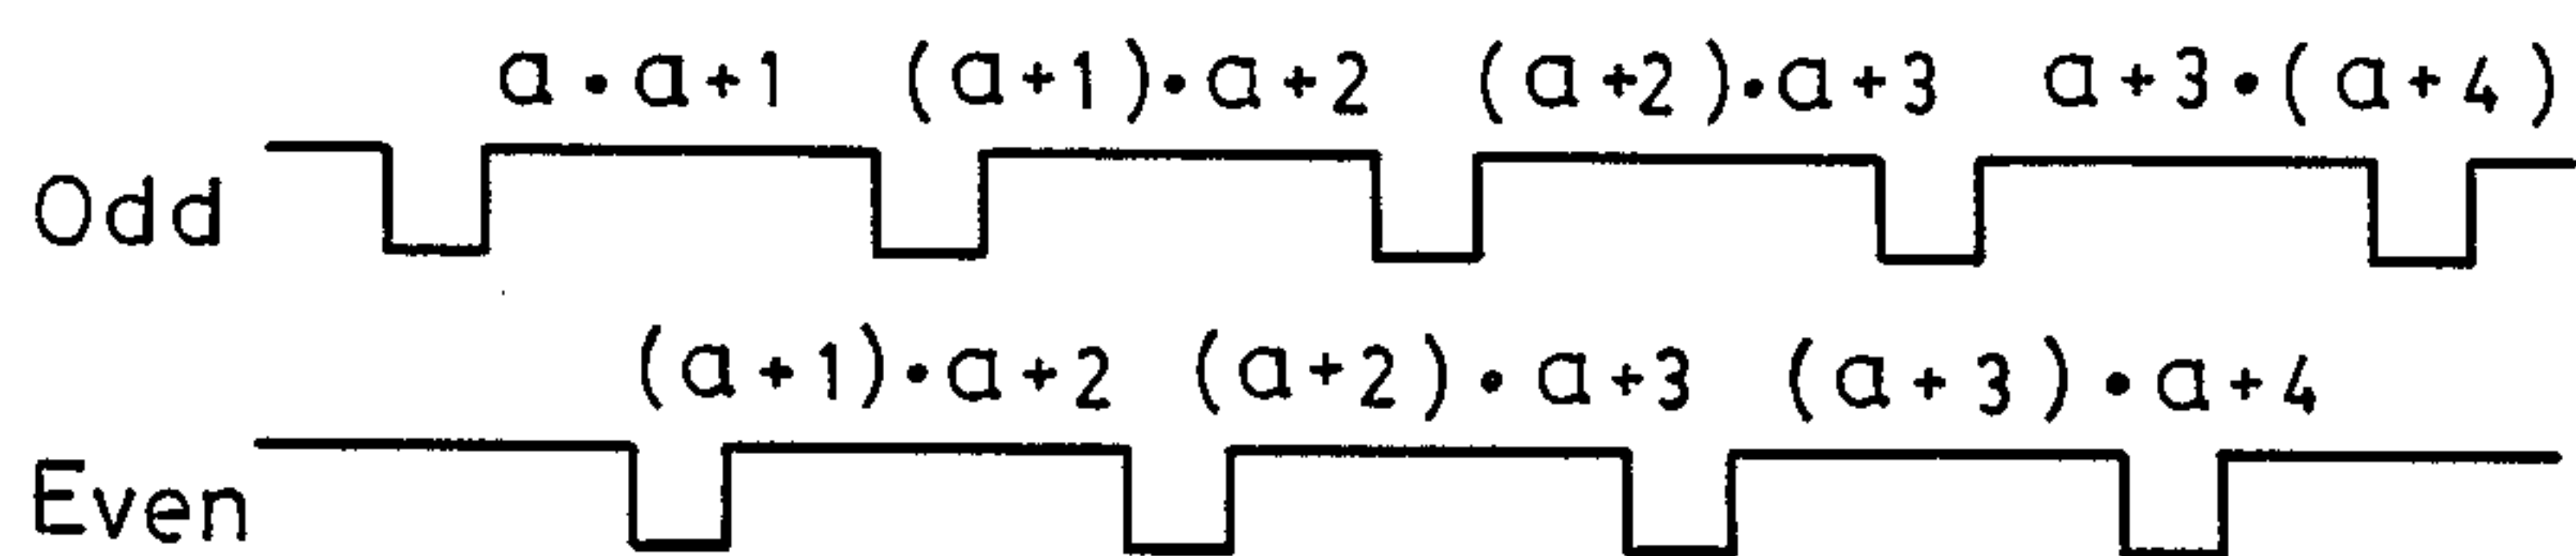 a•a+1 (a+1)•a+2 (a+2)•a+3 a+3•(a+4)
Odd
(a+1)•a+2 (a+2)•a+3 (a+3)•a+4
Even